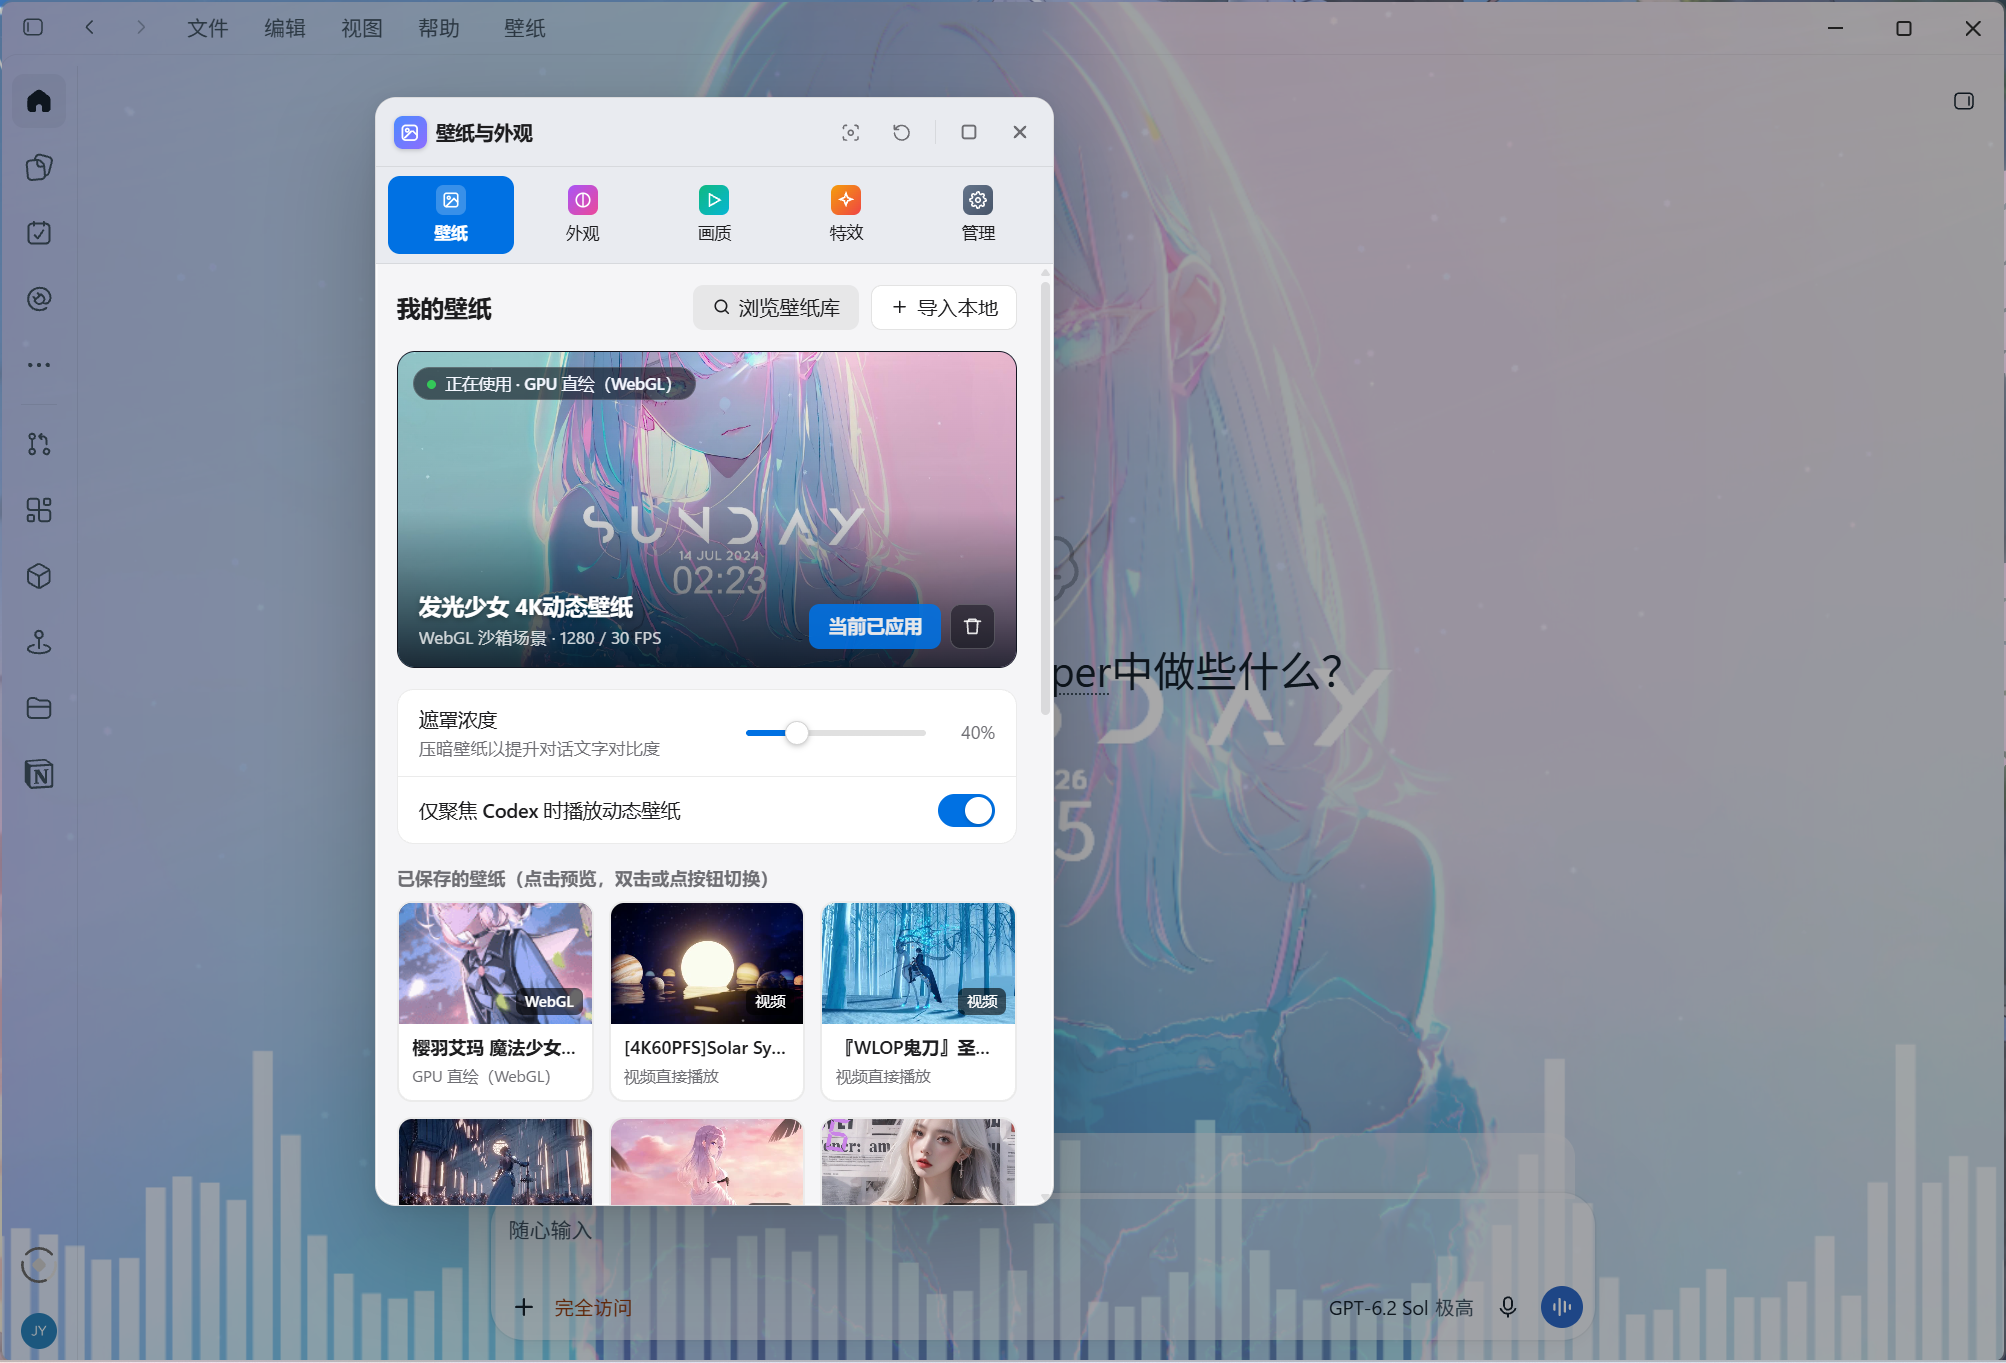 文件 编辑 视图 帮助 壁纸
壁纸与外观
壁纸 外观 画质 特效 管理
我的壁纸
浏览壁纸库
导入本地
正在使用 · GPU 直绘（WebGL）
SUNDAY
14 JUL 2024
02:23
发光少女 4K动态壁纸
WebGL 沙箱场景 · 1280 / 30 FPS
当前已应用
遮罩浓度
压暗壁纸以提升对话文字对比度
40%
仅聚焦 Codex 时播放动态壁纸
已保存的壁纸（点击预览，双击或点按钮切换）
WebGL
樱羽艾玛 魔法少女...
GPU 直绘（WebGL）
视频
[4K60PFS]Solar Sy...
视频直接播放
视频
『WLOP鬼刀』圣...
视频直接播放
per中做些什么？
DAY
26
5
随心输入
完全访问
GPT-6.2 Sol 极高
JY